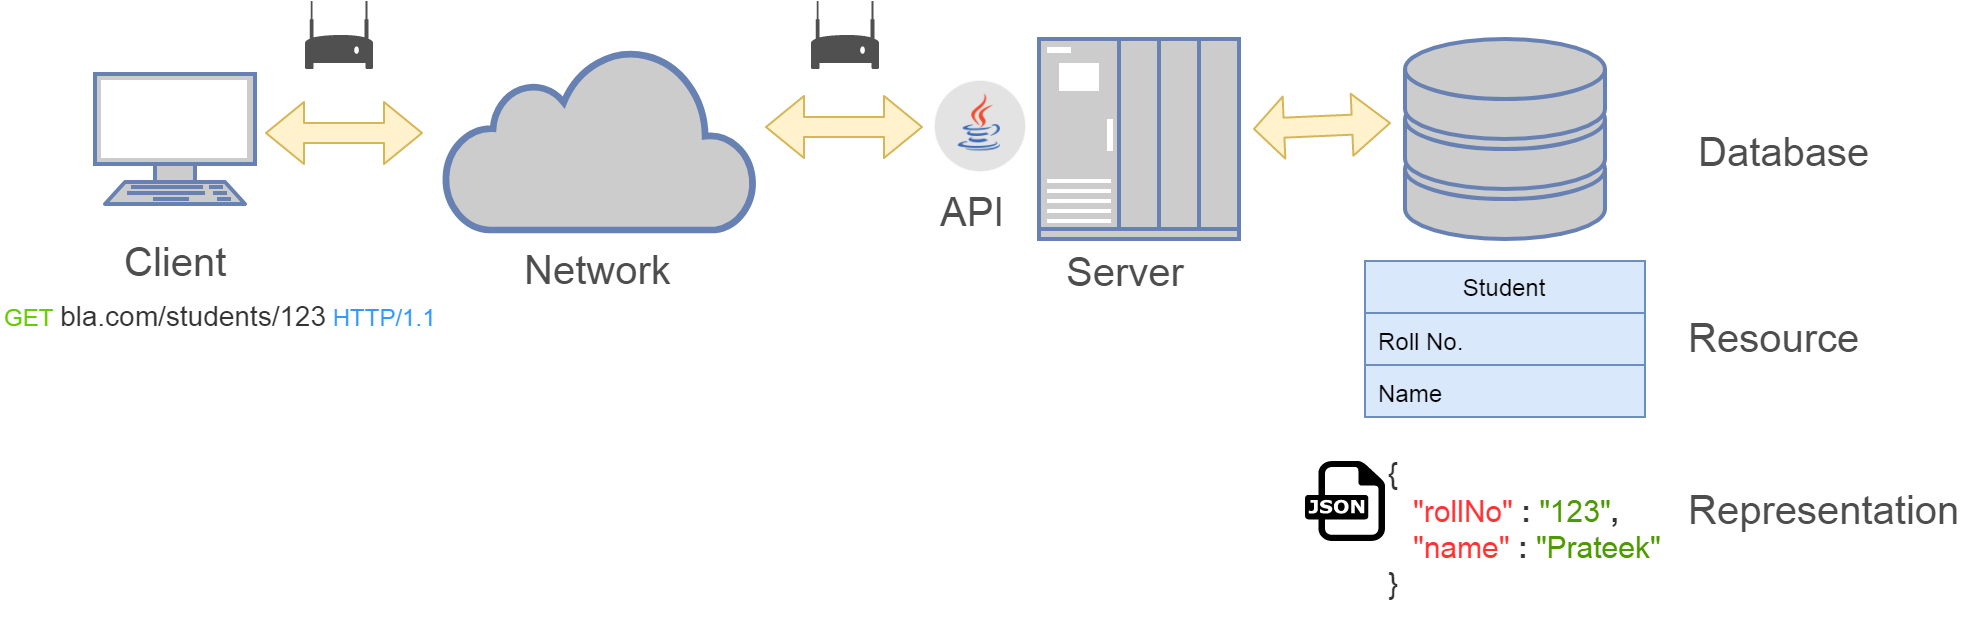 Client
GET bla.com/students/123 HTTP/1.1
Network
API
Server
Database
Student
Roll No.
Name
Resource
JSON
{
"rollNo" : "123",
"name" : "Prateek"
}
Representation